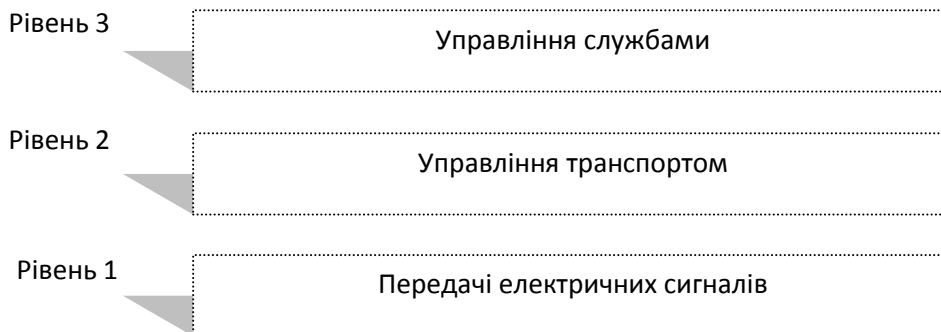 Рівень 3
Управління службами
Рівень 2
Управління транспортом
Рівень 1
Передачі електричних сигналів